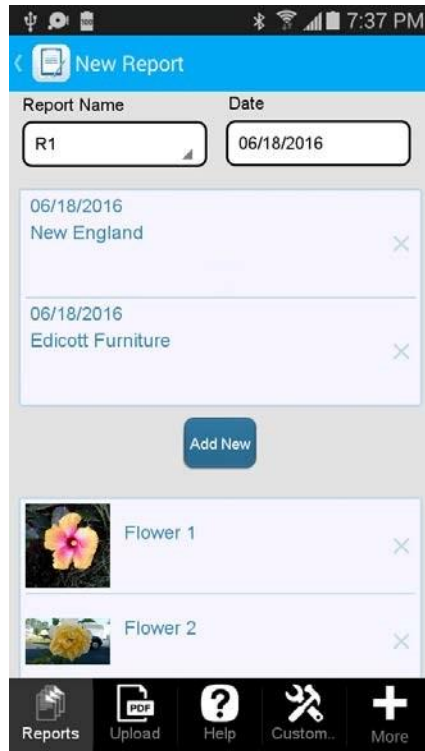 7:37 PM
New Report
Report Name Date
R1 06/18/2016
06/18/2016
New England
06/18/2016
Edicott Furniture
Add New
Flower 1
Flower 2
PDF
Reports Upload Help Custom.. More